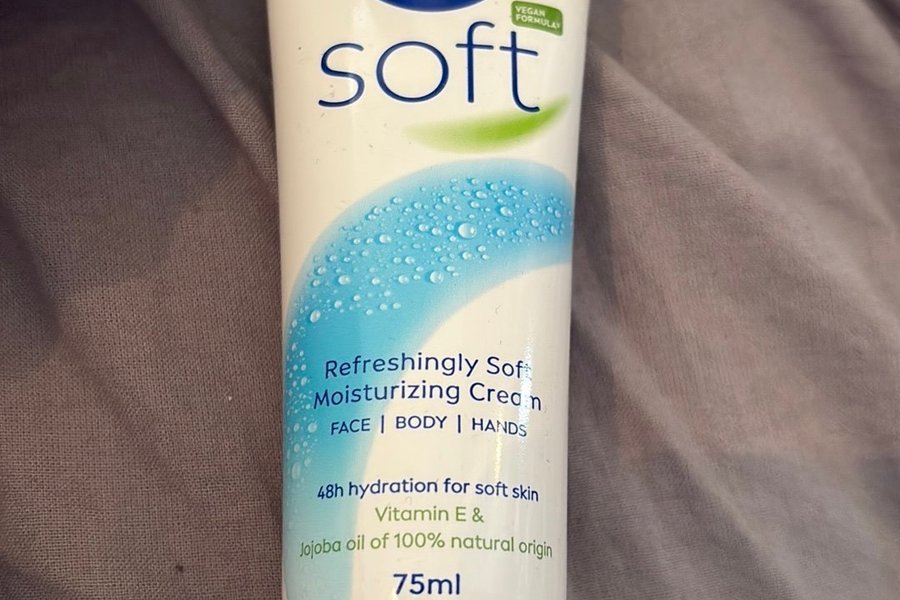 VEGAN
FORMULA*
soft
Refreshingly Soft
Moisturizing Cream
FACE | BODY | HANDS
48h hydration for soft skin
Vitamin E &
Jojoba oil of 100% natural origin
75ml